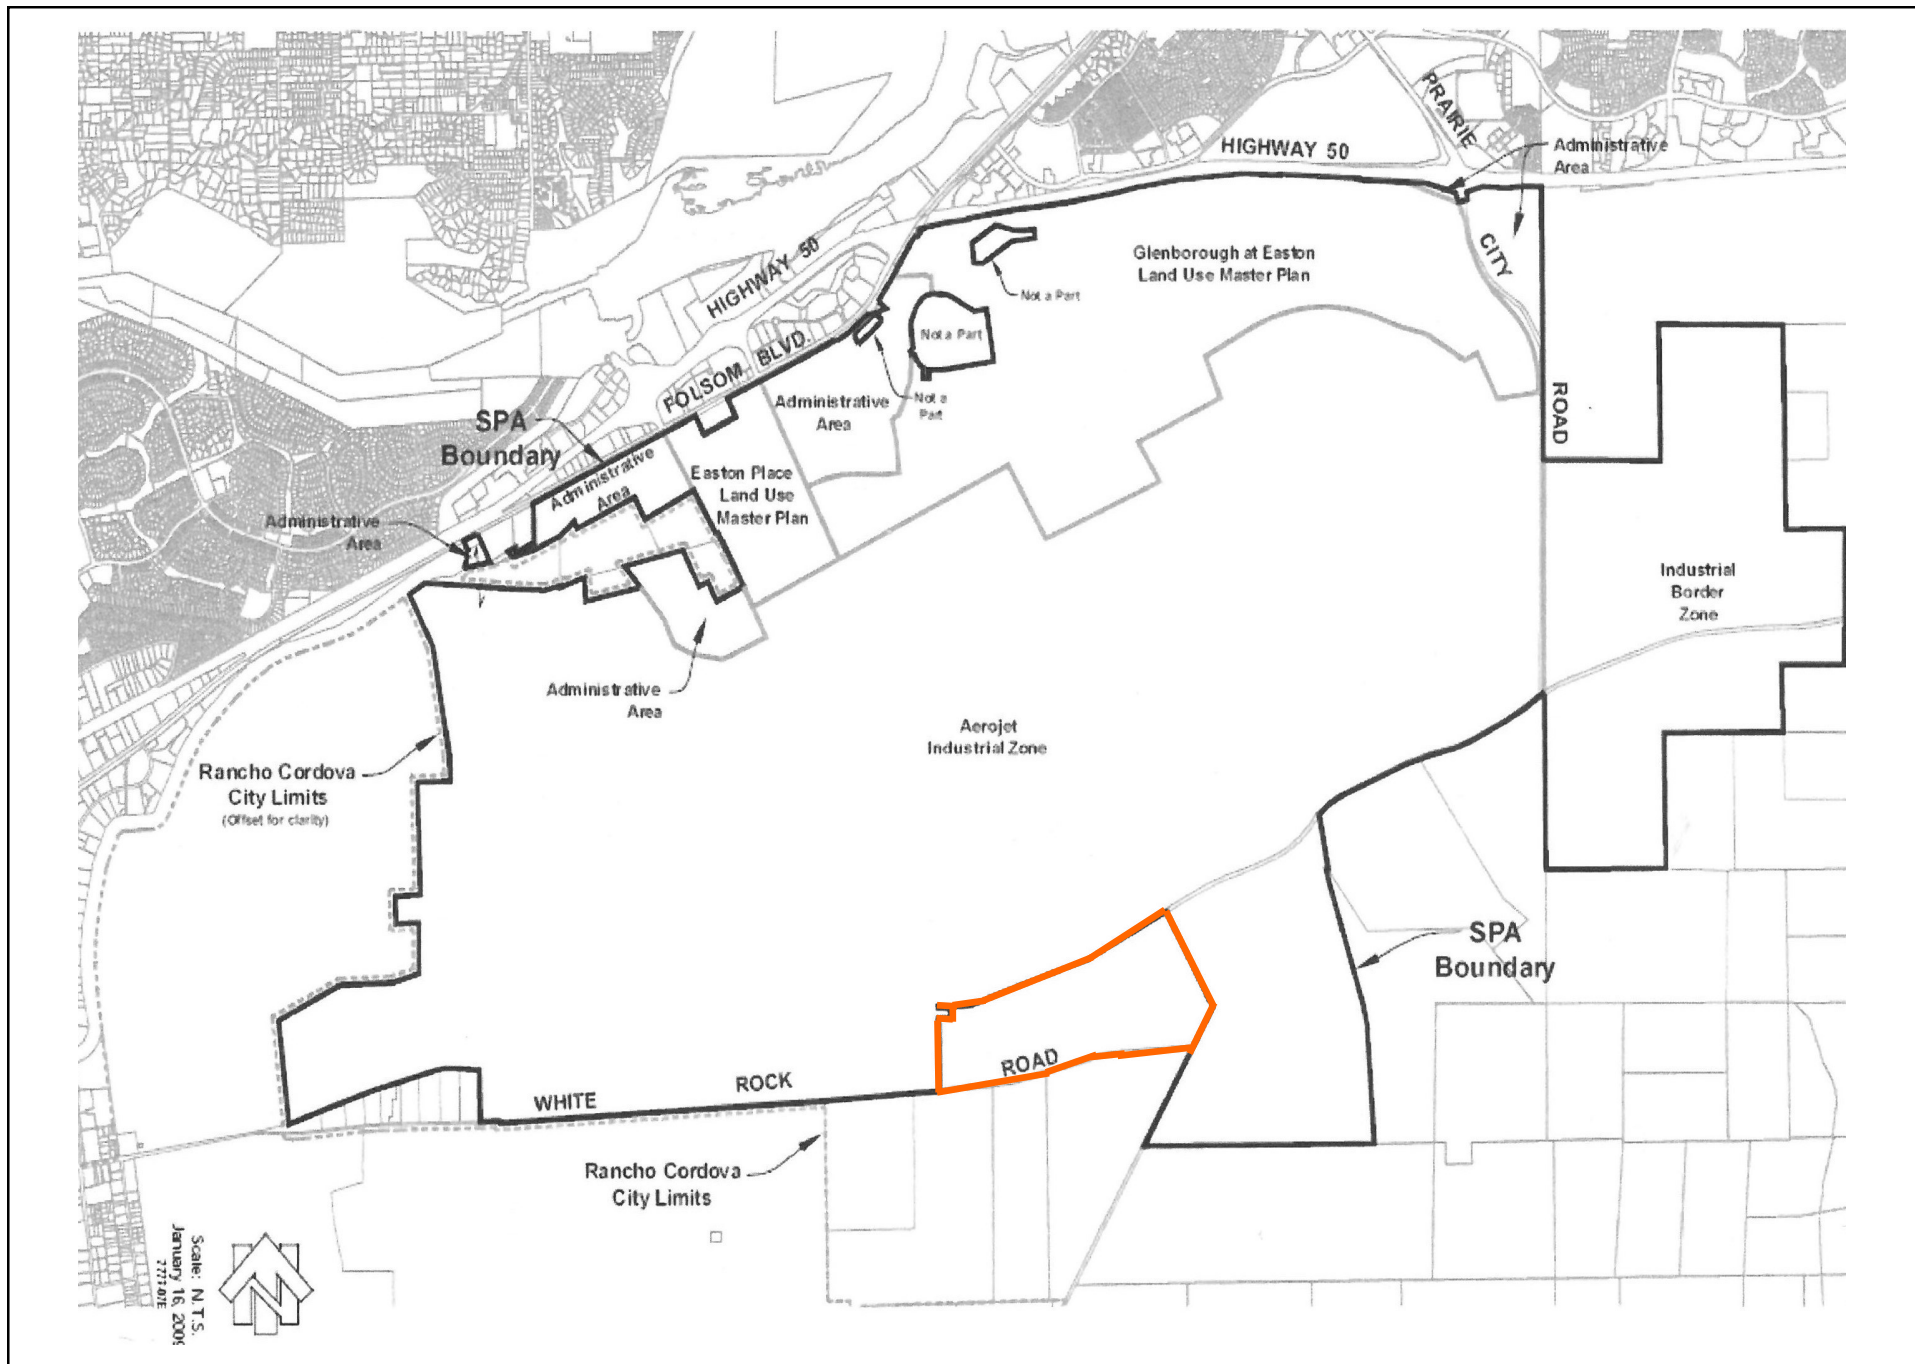 PRAIRIE
HIGHWAY 50
Administrative
Area
CITY
HIGHWAY 50
Glenborough at Easton
Land Use Master Plan
Not a Part
Not a Part
FOLSOM BLVD.
Not a
Part
Administrative
Area
ROAD
SPA
Boundary
Administrative
Area
Easton Place
Land Use
Master Plan
Administrative
Area
Industrial
Border
Zone
Administrative
Area
Aerojet
Industrial Zone
Rancho Cordova
City Limits
(Offset for clarity)
SPA
Boundary
WHITE ROCK ROAD
Rancho Cordova
City Limits
Scale: N.T.S.
January 16, 2009